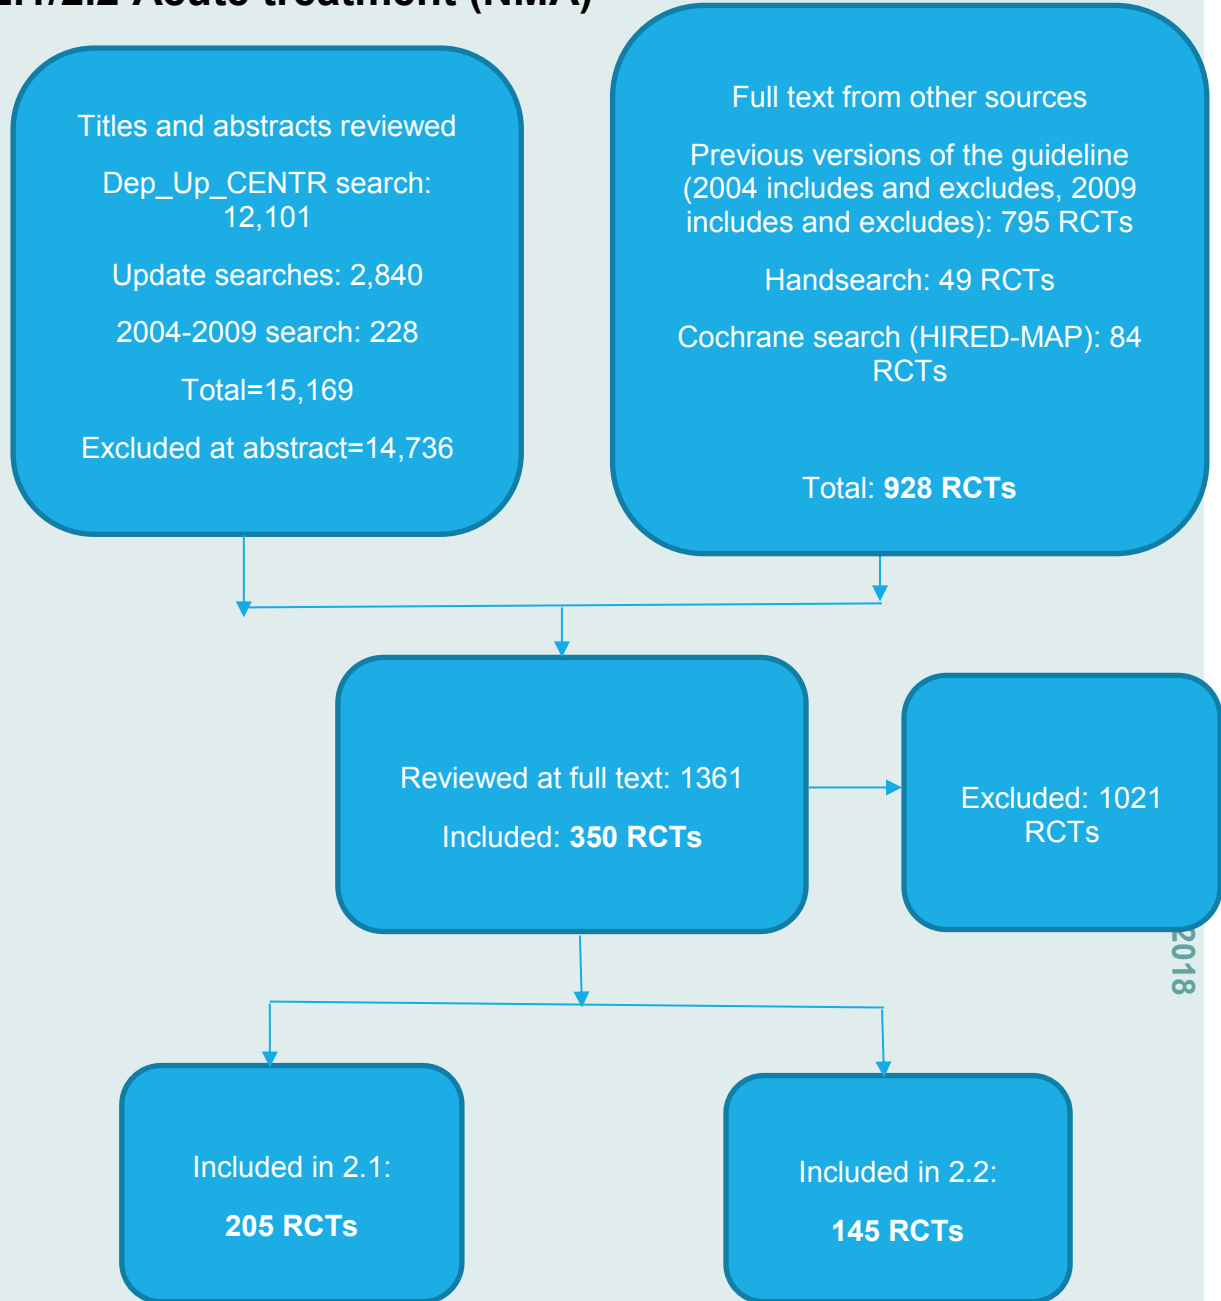 Acute treatment (NMA)
Titles and abstracts reviewed
Dep_Up_CENTR search:
12,101
Update searches: 2,840
2004-2009 search: 228
Total=15,169
Excluded at abstract=14,736
Full text from other sources
Previous versions of the guideline
(2004 includes and excludes, 2009
includes and excludes): 795 RCTs
Handsearch: 49 RCTs
Cochrane search (HIRED-MAP): 84
RCTs
Total: 928 RCTs
Reviewed at full text: 1361
Included: 350 RCTs
Excluded: 1021
RCTs
2018
Included in 2.1:
205 RCTs
Included in 2.2:
145 RCTs